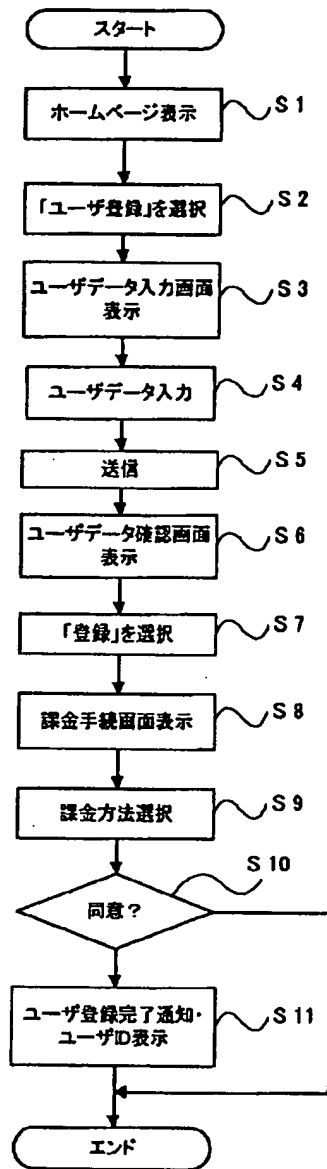 スタート
ホームページ表示
S1
「ユーザ登録」を選択
S2
ユーザデータ入力画面
表示
S3
ユーザデータ入力
S4
送信
S5
ユーザデータ確認画面
表示
S6
「登録」を選択
S7
課金手続画面表示
S8
課金方法選択
S9
同意？
S10
ユーザ登録完了通知・
ユーザID表示
S11
エンド